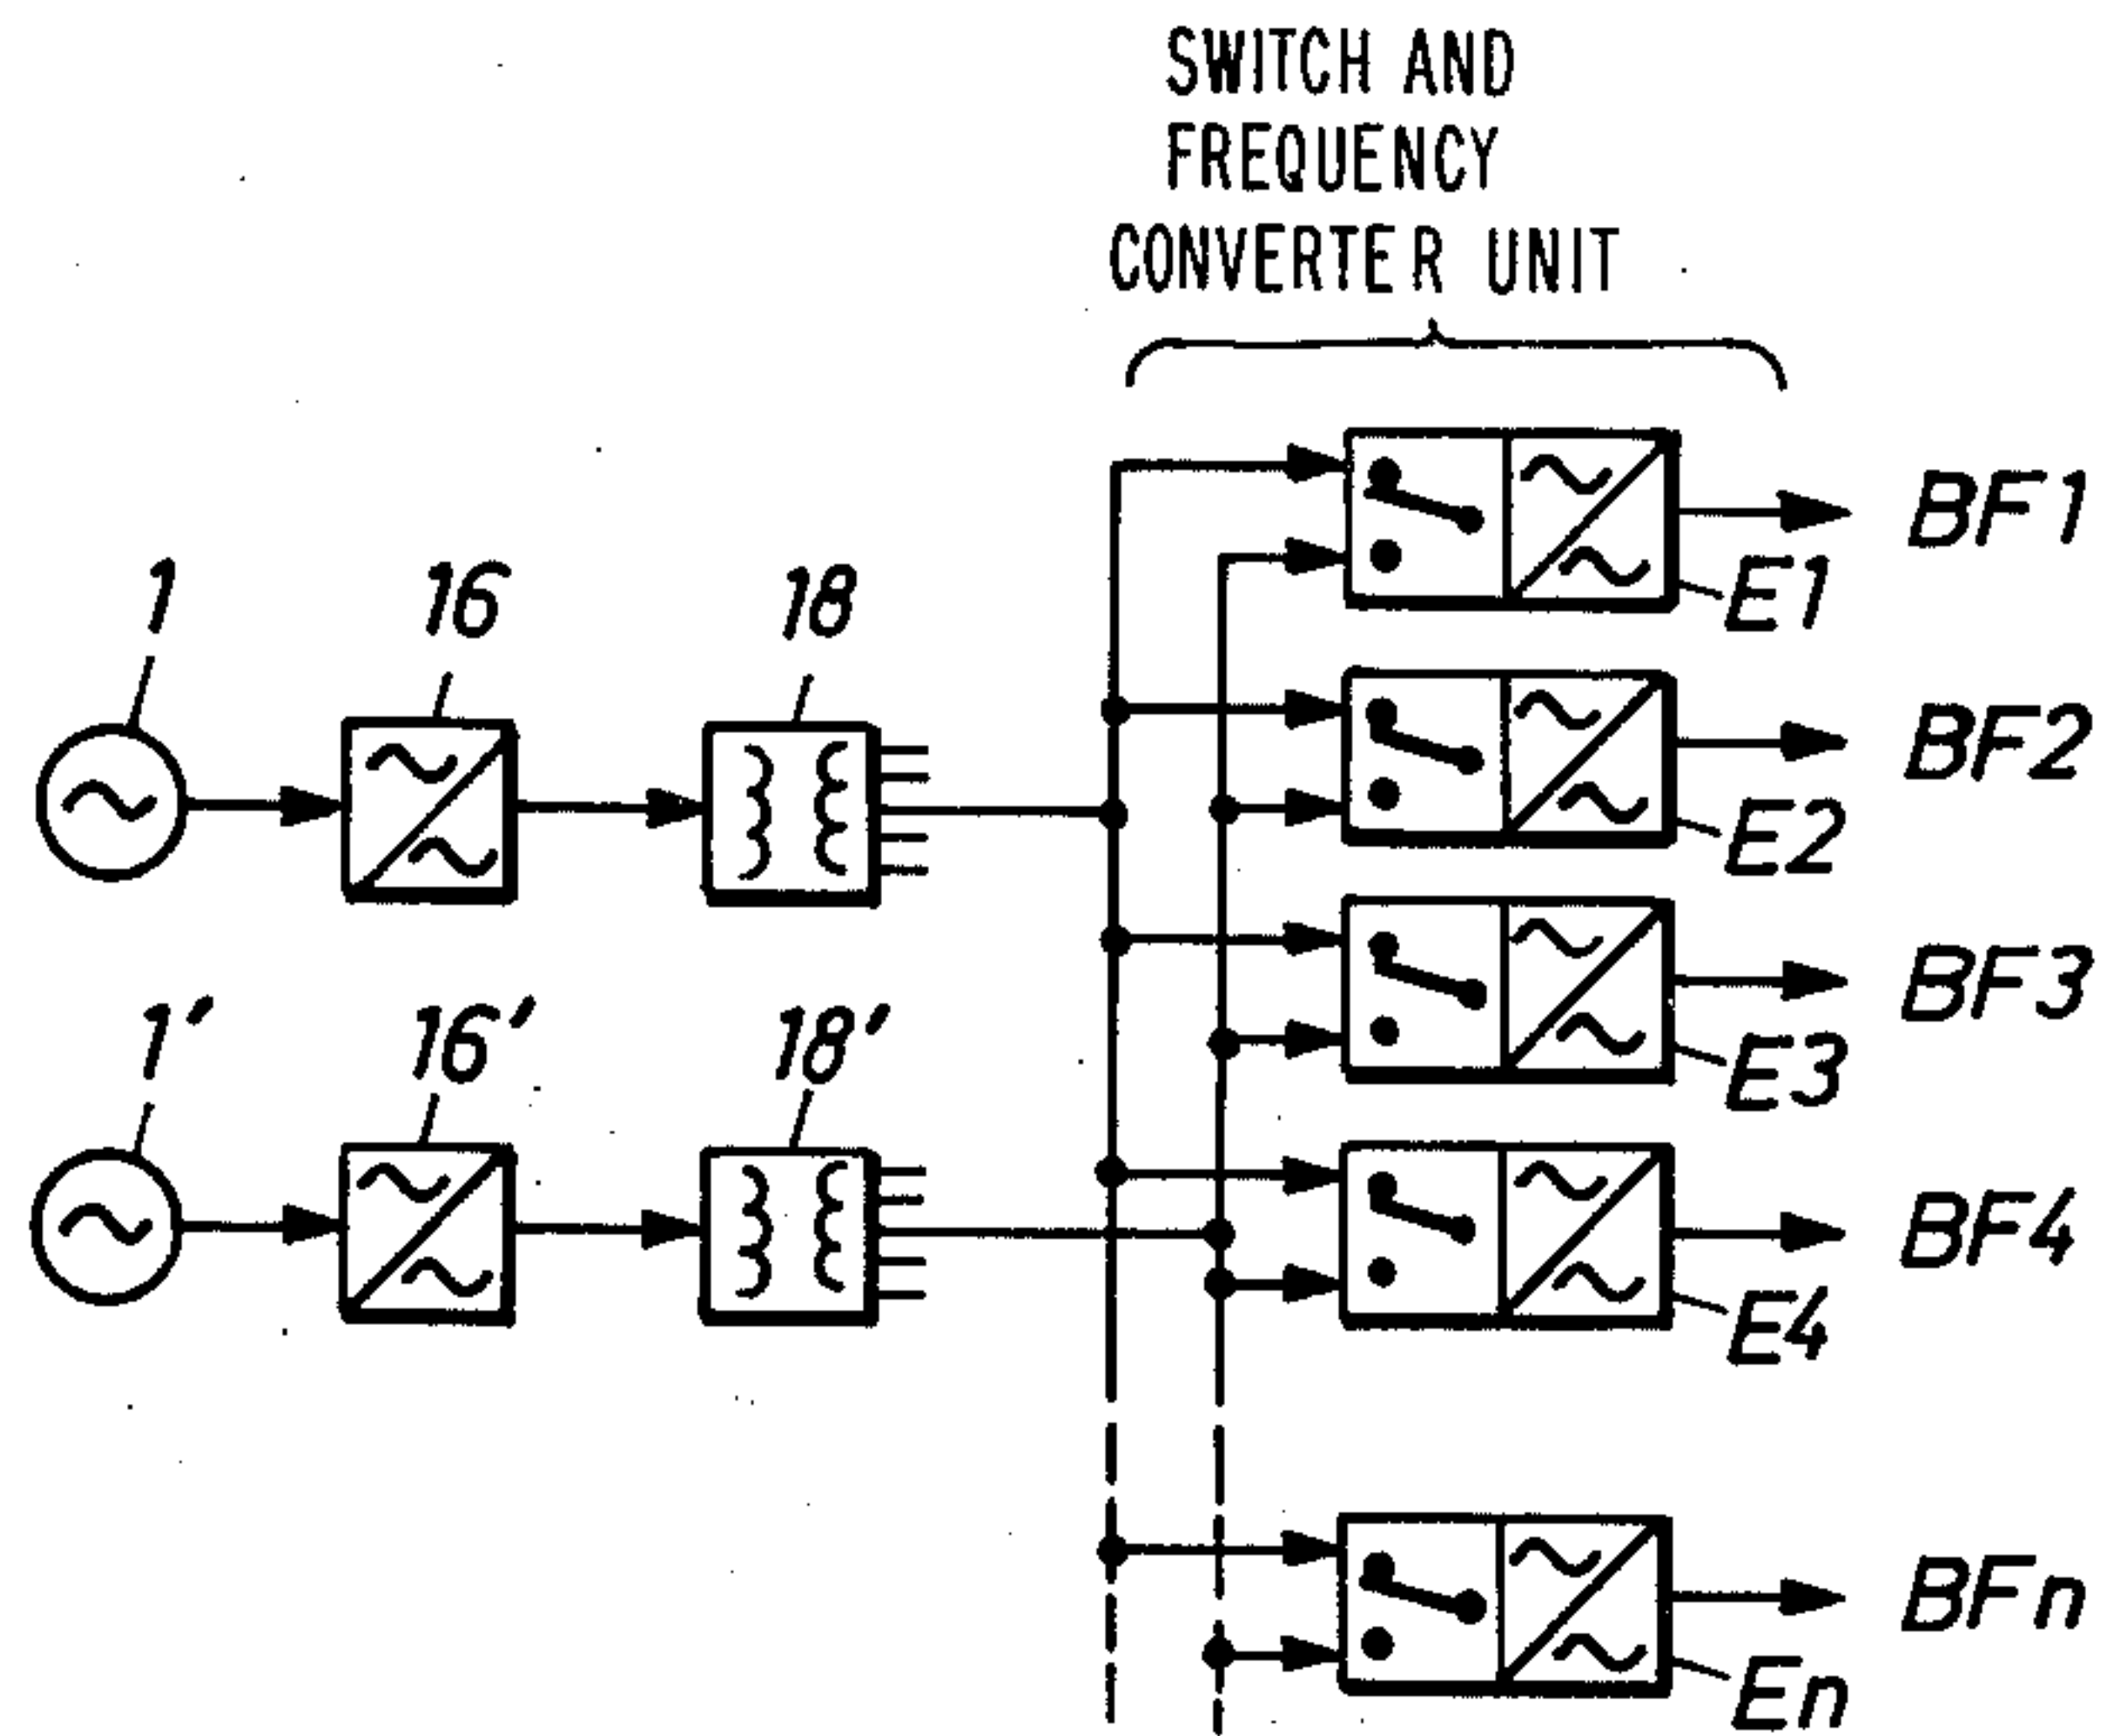 SWITCH AND
FREQUENCY
CONVERTER UNIT
BF1
E1
1
16
18
BF2
E2
BF3
E3
1'
16'
18'
BF4
E4
BFn
En